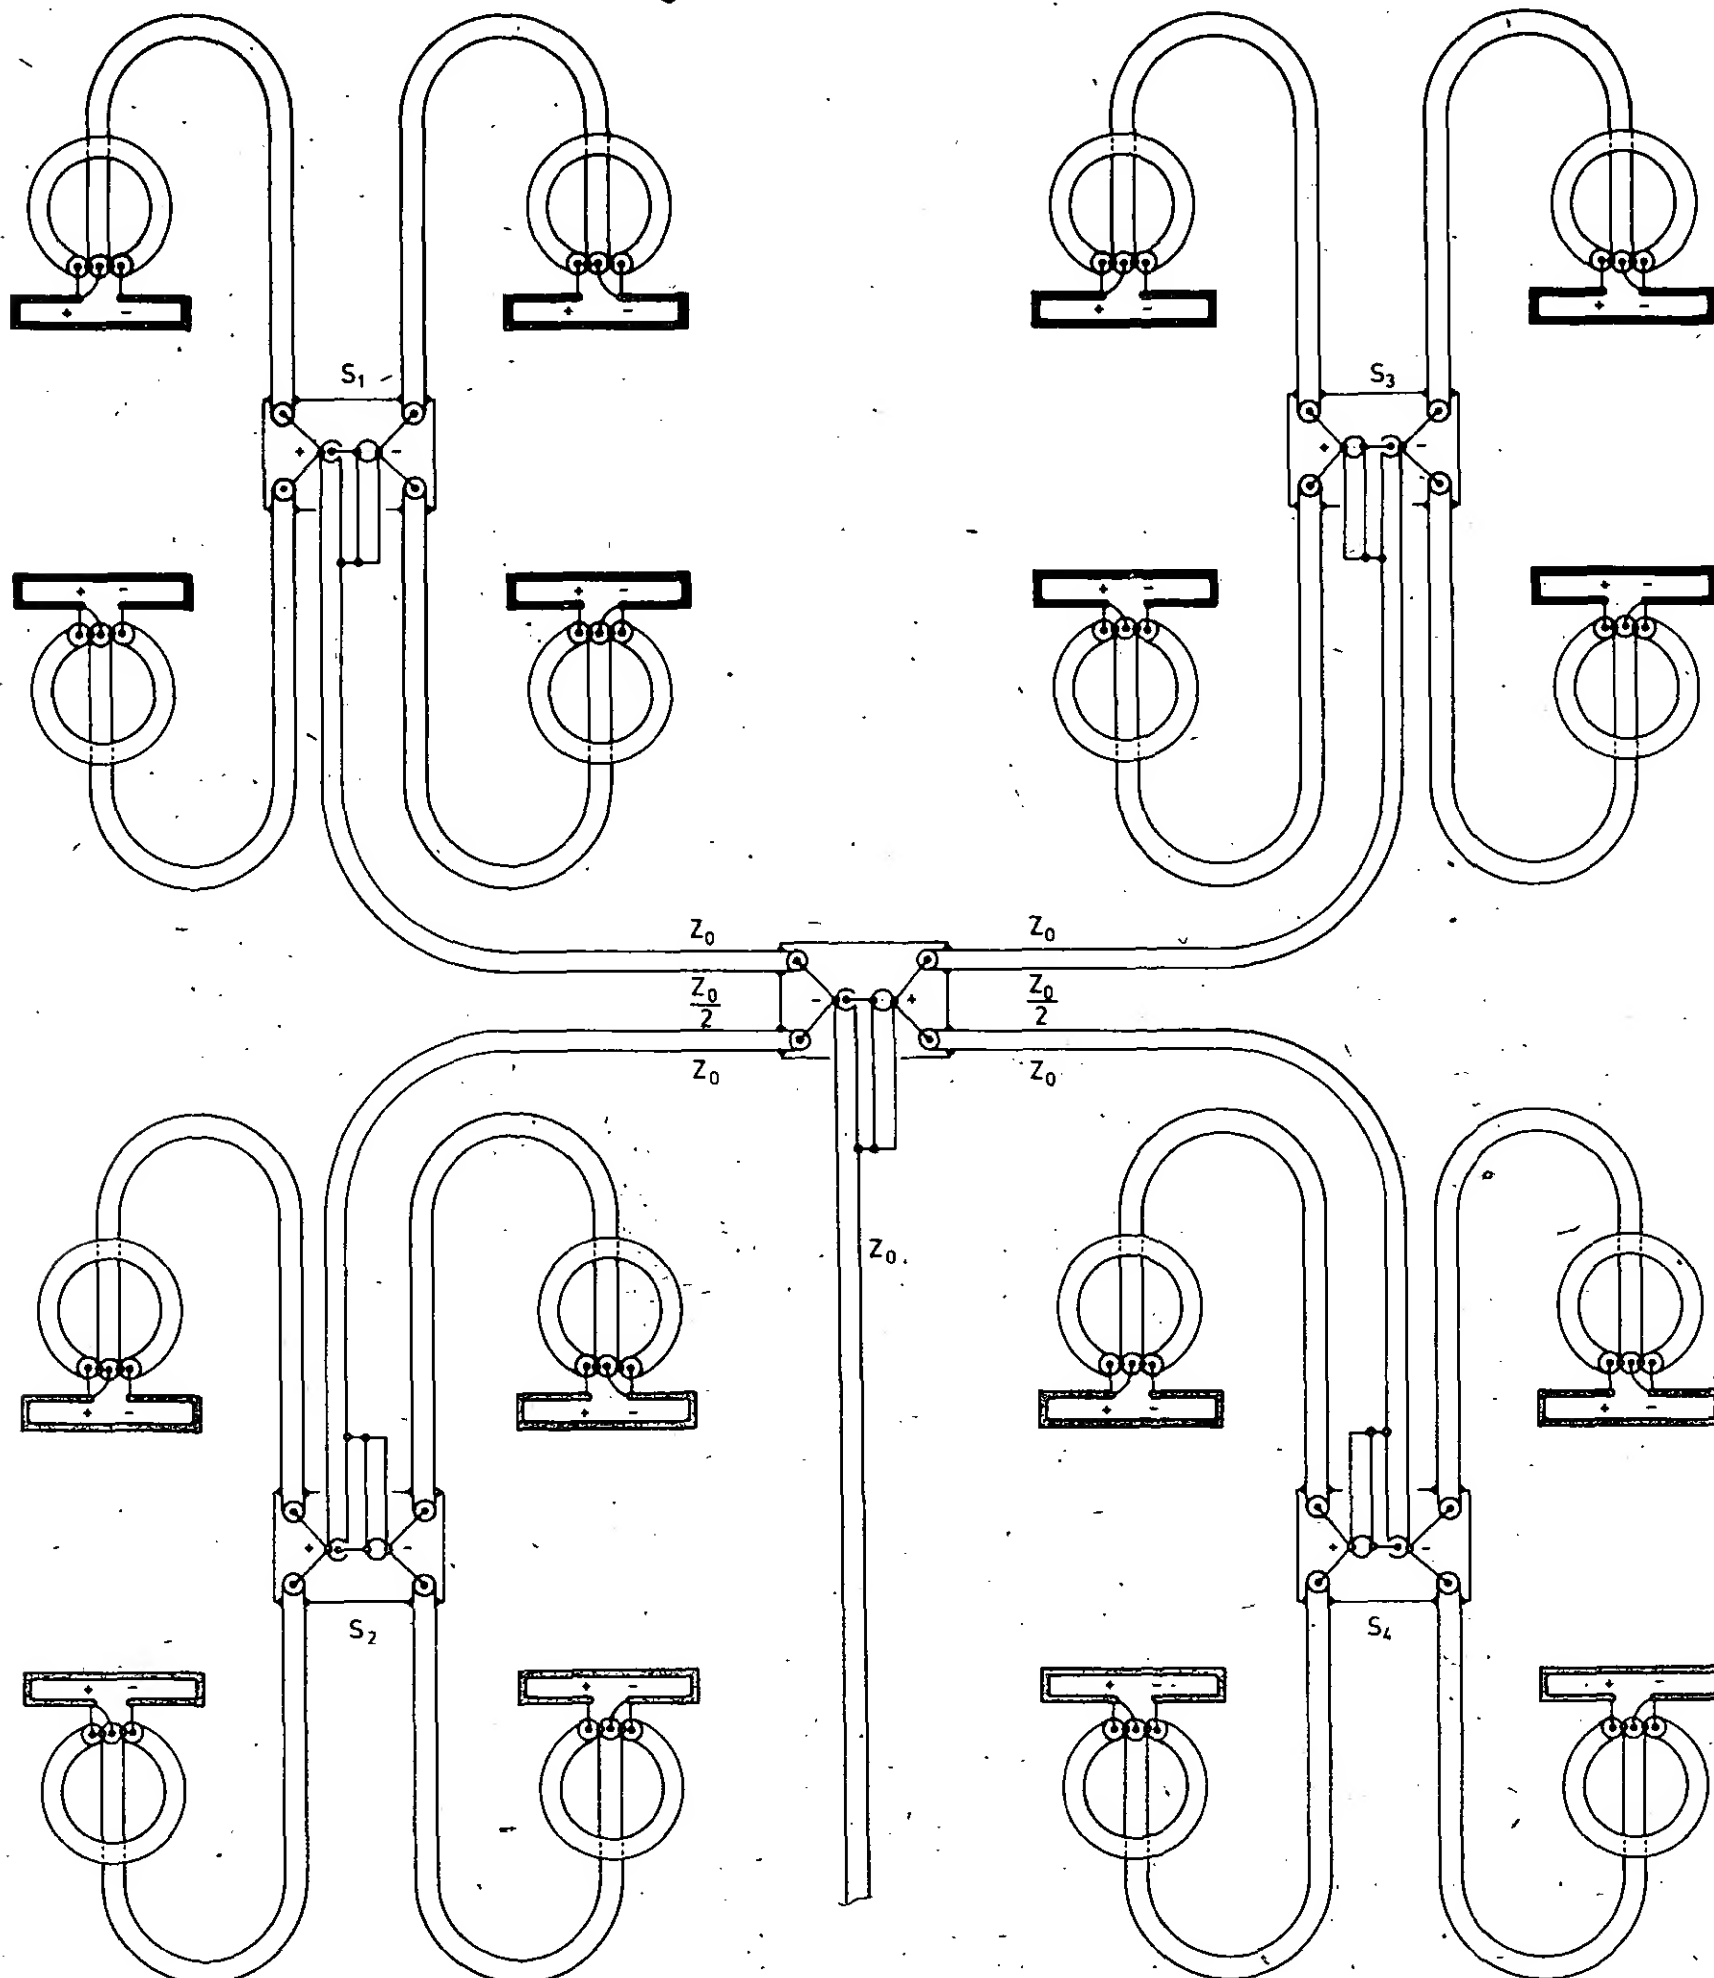 + -
+ -
+ -
+ -
S₁
S₃
+ -
+ -
+ -
+ -
+ -
+ -
Z₀
Z₀
Z₀/2
- +
Z₀/2
Z₀
Z₀
Z₀
+ -
+ -
+ -
+ -
+ -
+ -
S₂
S₄
+ -
+ -
+ -
+ -